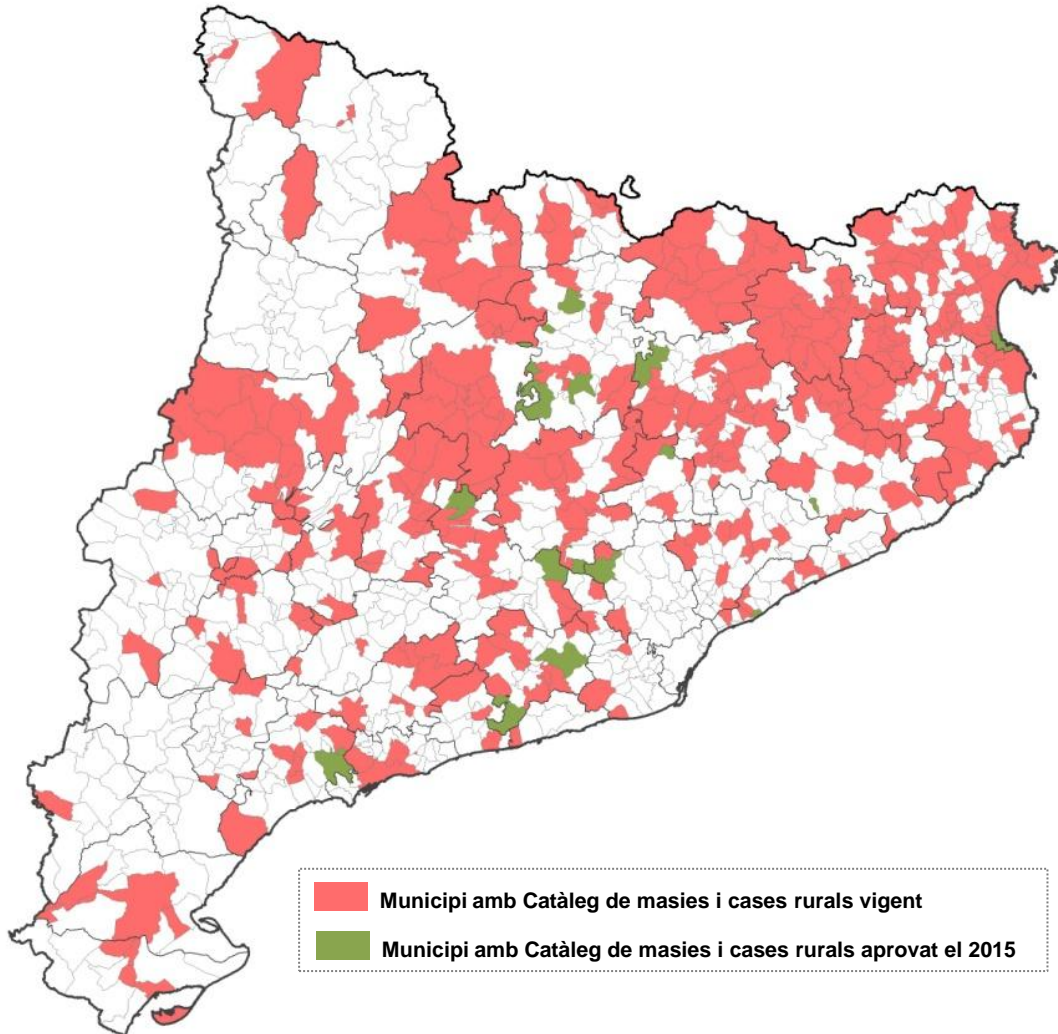 Municipi amb Catàleg de masies i cases rurals vigent
Municipi amb Catàleg de masies i cases rurals aprovat el 2015